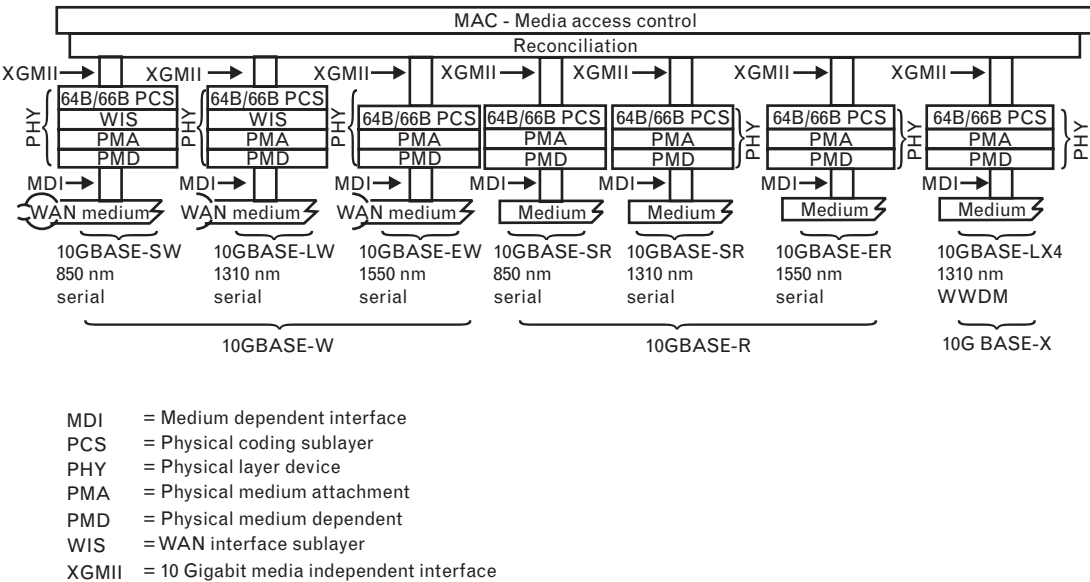 MAC - Media access control
Reconciliation
XGMII XGMII XGMII XGMII XGMII XGMII XGMII
64B/66B PCS 64B/66B PCS
WIS WIS 64B/66B PCS 64B/66B PCS 64B/66B PCS 64B/66B PCS 64B/66B PCS
PHY PHY PHY PHY PHY PHY
PMA PMA PMA PMA PMA PMA PMA
PMD PMD PMD PMD PMD PMD PMD
MDI MDI MDI MDI MDI MDI MDI
WAN medium WAN medium WAN medium Medium Medium Medium Medium
10GBASE-SW 10GBASE-LW 10GBASE-EW 10GBASE-SR 10GBASE-SR 10GBASE-ER 10GBASE-LX4
850 nm 1310 nm 1550 nm 850 nm 1310 nm 1550 nm 1310 nm
serial serial serial serial serial serial WWDM
10GBASE-W 10GBASE-R 10G BASE-X
MDI = Medium dependent interface
PCS = Physical coding sublayer
PHY = Physical layer device
PMA = Physical medium attachment
PMD = Physical medium dependent
WIS = WAN interface sublayer
XGMII = 10 Gigabit media independent interface